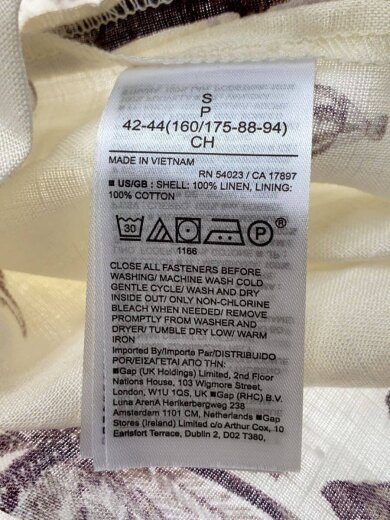 S
P
42-44(160/175-88-94)
CH
MADE IN VIETNAM
RN 54023 / CA 17897
■ US/GB : SHELL: 100% LINEN, LINING:
100% COTTON
30
P®
1166
CLOSE ALL FASTENERS BEFORE
WASHING/ MACHINE WASH COLD
GENTLE CYCLE/ WASH AND DRY
INSIDE OUT/ ONLY NON-CHLORINE
BLEACH WHEN NEEDED/ REMOVE
PROMPTLY FROM WASHER AND
DRYER/ TUMBLE DRY LOW/ WARM
IRON
Imported By/Importe Par/DISTRIBUIDO
POR/ΕΙΣΑΓΕΤΑΙ ΑΠΟ ΤΗΝ:
■Gap (UK Holdings) Limited, 2nd Floor
Nations House, 103 Wigmore Street,
London, W1U 1QS, UK ■Gap (RHC) B.V.
Luna ArenA Herikerbergweg 238
Amsterdam 1101 CM, Netherlands ■Gap
Stores (Ireland) Limited c/o Arthur Cox, 10
Earlsfort Terrace, Dublin 2, D02 T380,